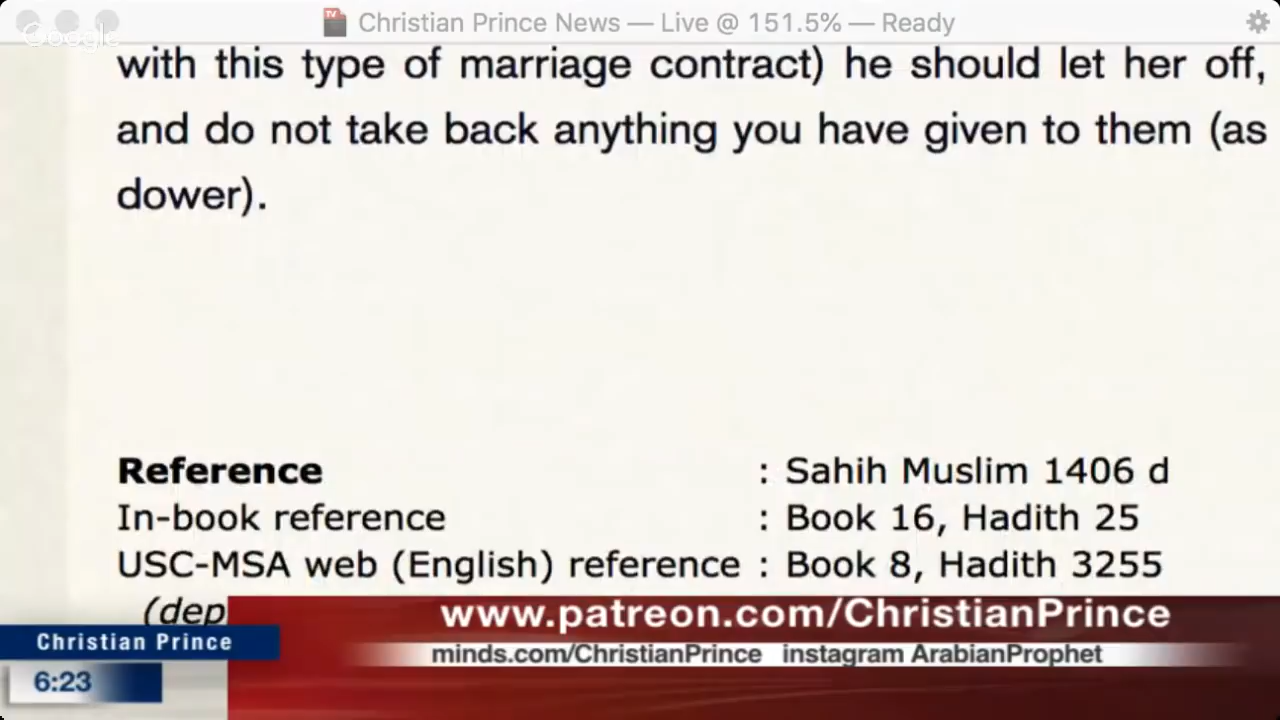 Christian Prince News — Live @ 151.5% — Ready
Google
TV
with this type of marriage contract) he should let her off,
and do not take back anything you have given to them (as
dower).
Reference : Sahih Muslim 1406 d
In-book reference : Book 16, Hadith 25
USC-MSA web (English) reference : Book 8, Hadith 3255
(dep
www.patreon.com/ChristianPrince
Christian Prince
minds.com/ChristianPrince instagram ArabianProphet
6:23